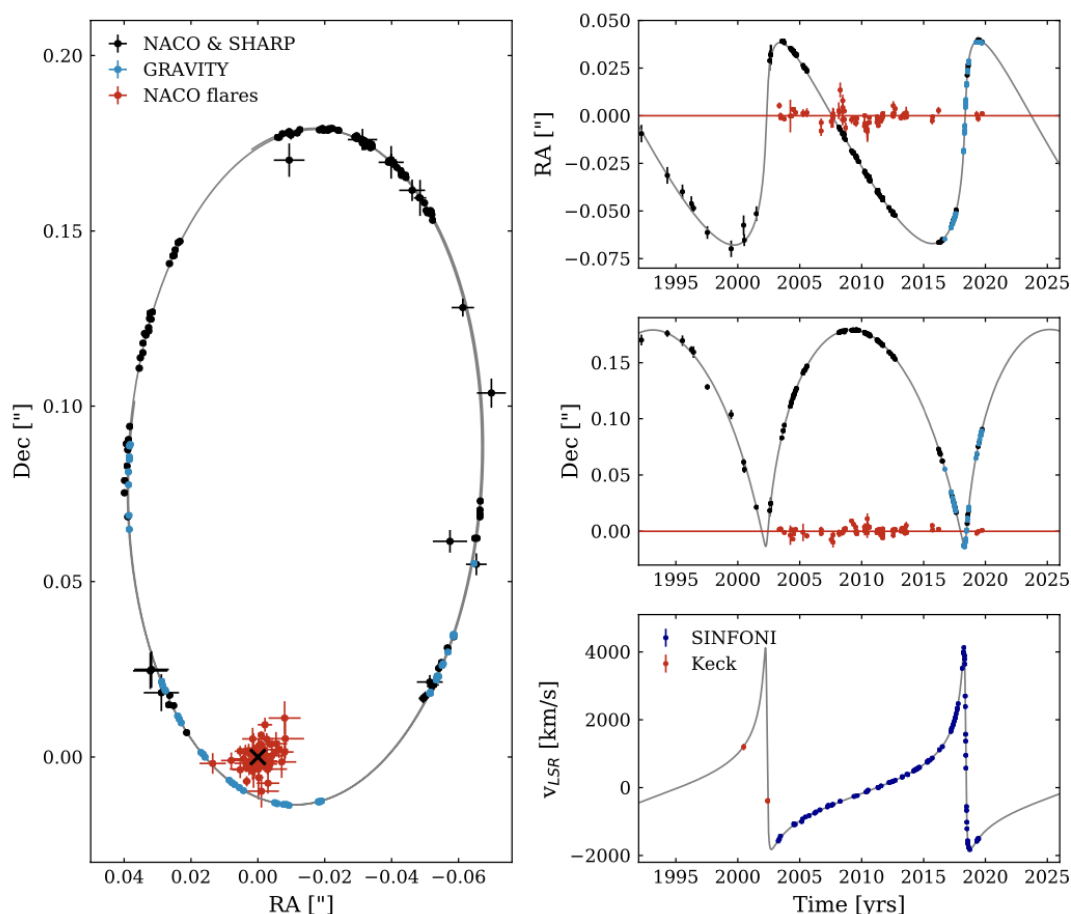 NACO & SHARP
GRAVITY
NACO flares
0.20
0.15
0.10
0.05
0.00
Dec ["]
0.04 0.02 0.00 −0.02 −0.04 −0.06
RA ["]
0.050
0.025
0.000
−0.025
−0.050
−0.075
RA ["]
1995 2000 2005 2010 2015 2020 2025
0.15
0.10
0.05
0.00
Dec ["]
1995 2000 2005 2010 2015 2020 2025
SINFONI
Keck
4000
2000
0
−2000
v_LSR [km/s]
1995 2000 2005 2010 2015 2020 2025
Time [yrs]